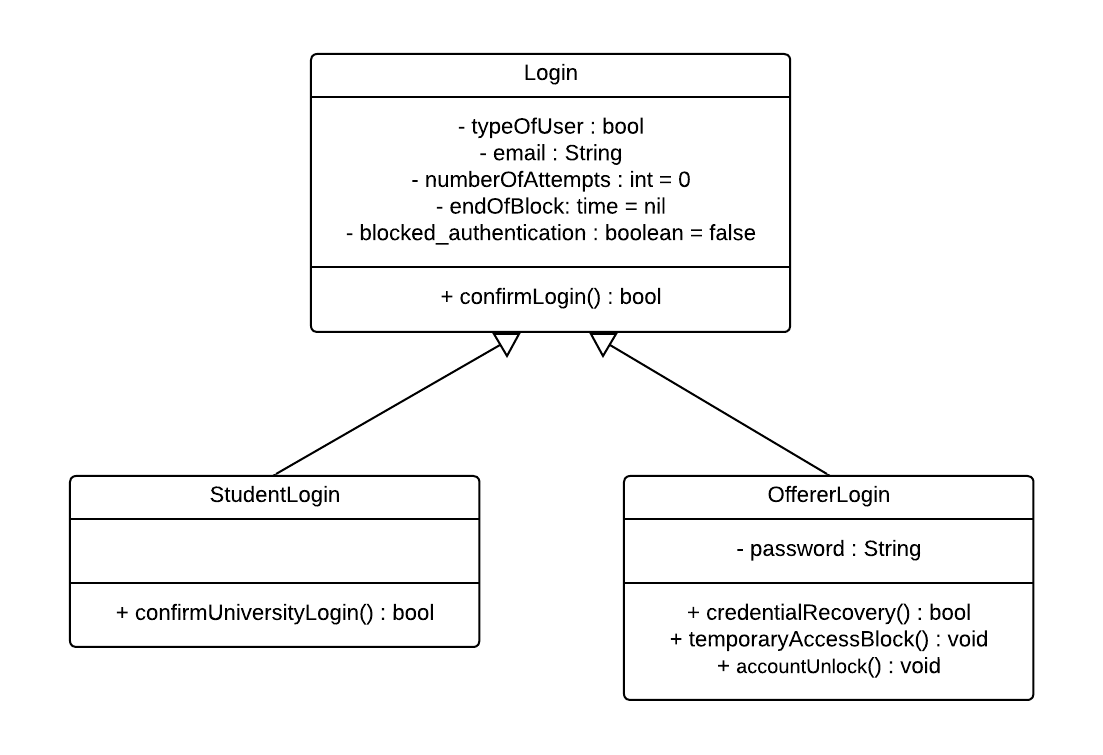 Login
- typeOfUser : bool
- email : String
- numberOfAttempts : int = 0
- endOfBlock: time = nil
- blocked_authentication : boolean = false
+ confirmLogin() : bool
StudentLogin
+ confirmUniversityLogin() : bool
OffererLogin
- password : String
+ credentialRecovery() : bool
+ temporaryAccessBlock() : void
+ accountUnlock() : void